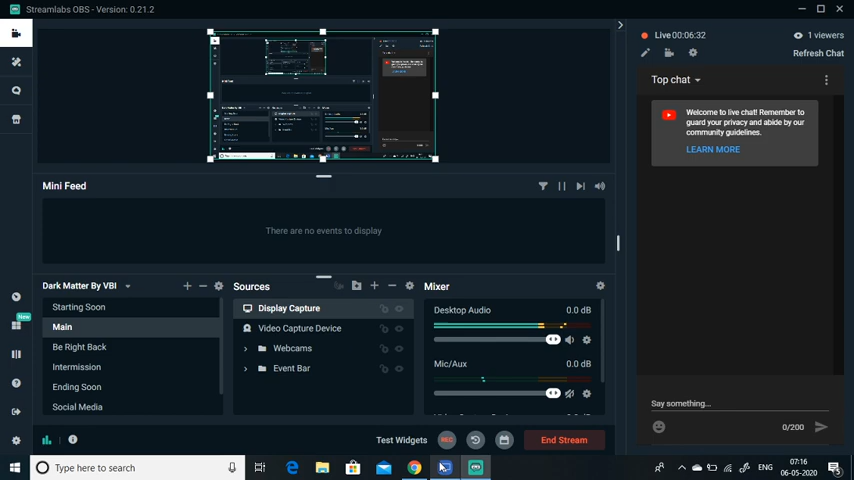 Streamlabs OBS - Version: 0.21.2
Live 00:06:32
1 viewers
Refresh Chat
Top chat
Welcome to live chat! Remember to
guard your privacy and abide by our
community guidelines.
LEARN MORE
Mini Feed
There are no events to display
Dark Matter By VBI
Starting Soon
Main
Be Right Back
Intermission
Ending Soon
Social Media
Sources
Display Capture
Video Capture Device
Webcams
Event Bar
Mixer
Desktop Audio 0.0 dB
Mic/Aux 0.0 dB
New
Say something...
0/200
Test Widgets
REC
End Stream
Type here to search
ENG
07:16
06-05-2020